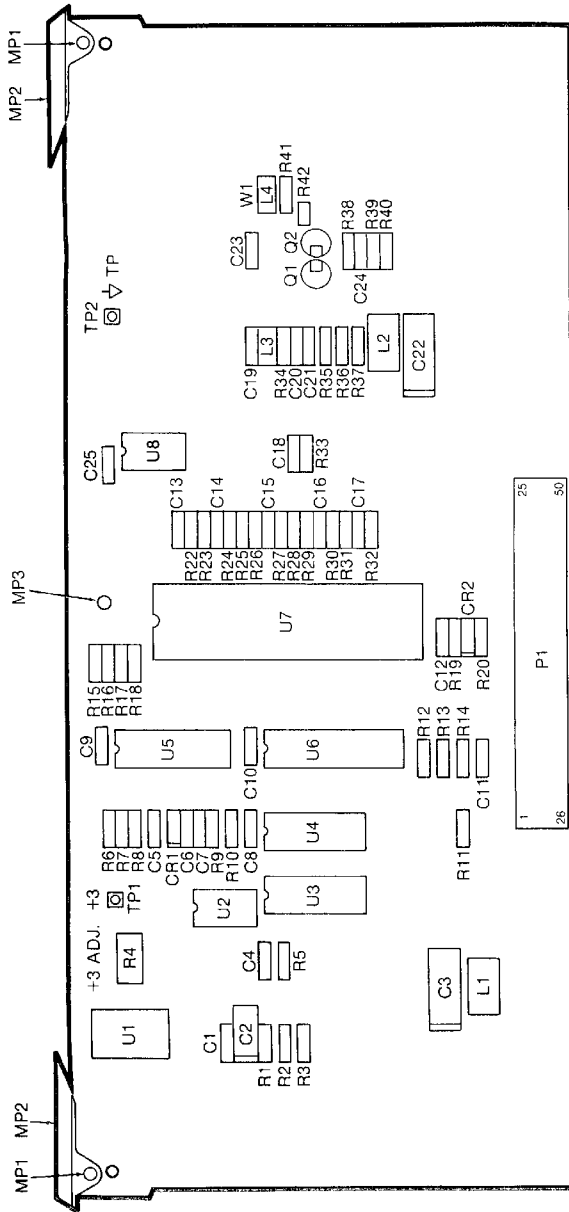 MP1
MP2
MP3
MP2
MP1
U1
+3 ADJ.
R4
+3
TP1
R6
R7
R8
C5
CR1
C6
C7
R9
R10
C8
C9
R15
R16
R17
R18
U5
C10
U6
U4
U3
U2
C4
R5
C1
C2
R1
R2
R3
C3
L1
R11
R12
R13
R14
C11
U7
C12
R19
CR2
R20
P1
1
26
25
50
C25
U8
C13
R22
R23
C14
R24
R25
R26
C15
R27
R28
R29
C16
R30
R31
C17
R32
C18
R33
TP2
TP
C19
L3
R34
C20
C21
R35
R36
R37
L2
C22
C23
W1
L4
R41
R42
Q1
Q2
R38
C24
R39
R40